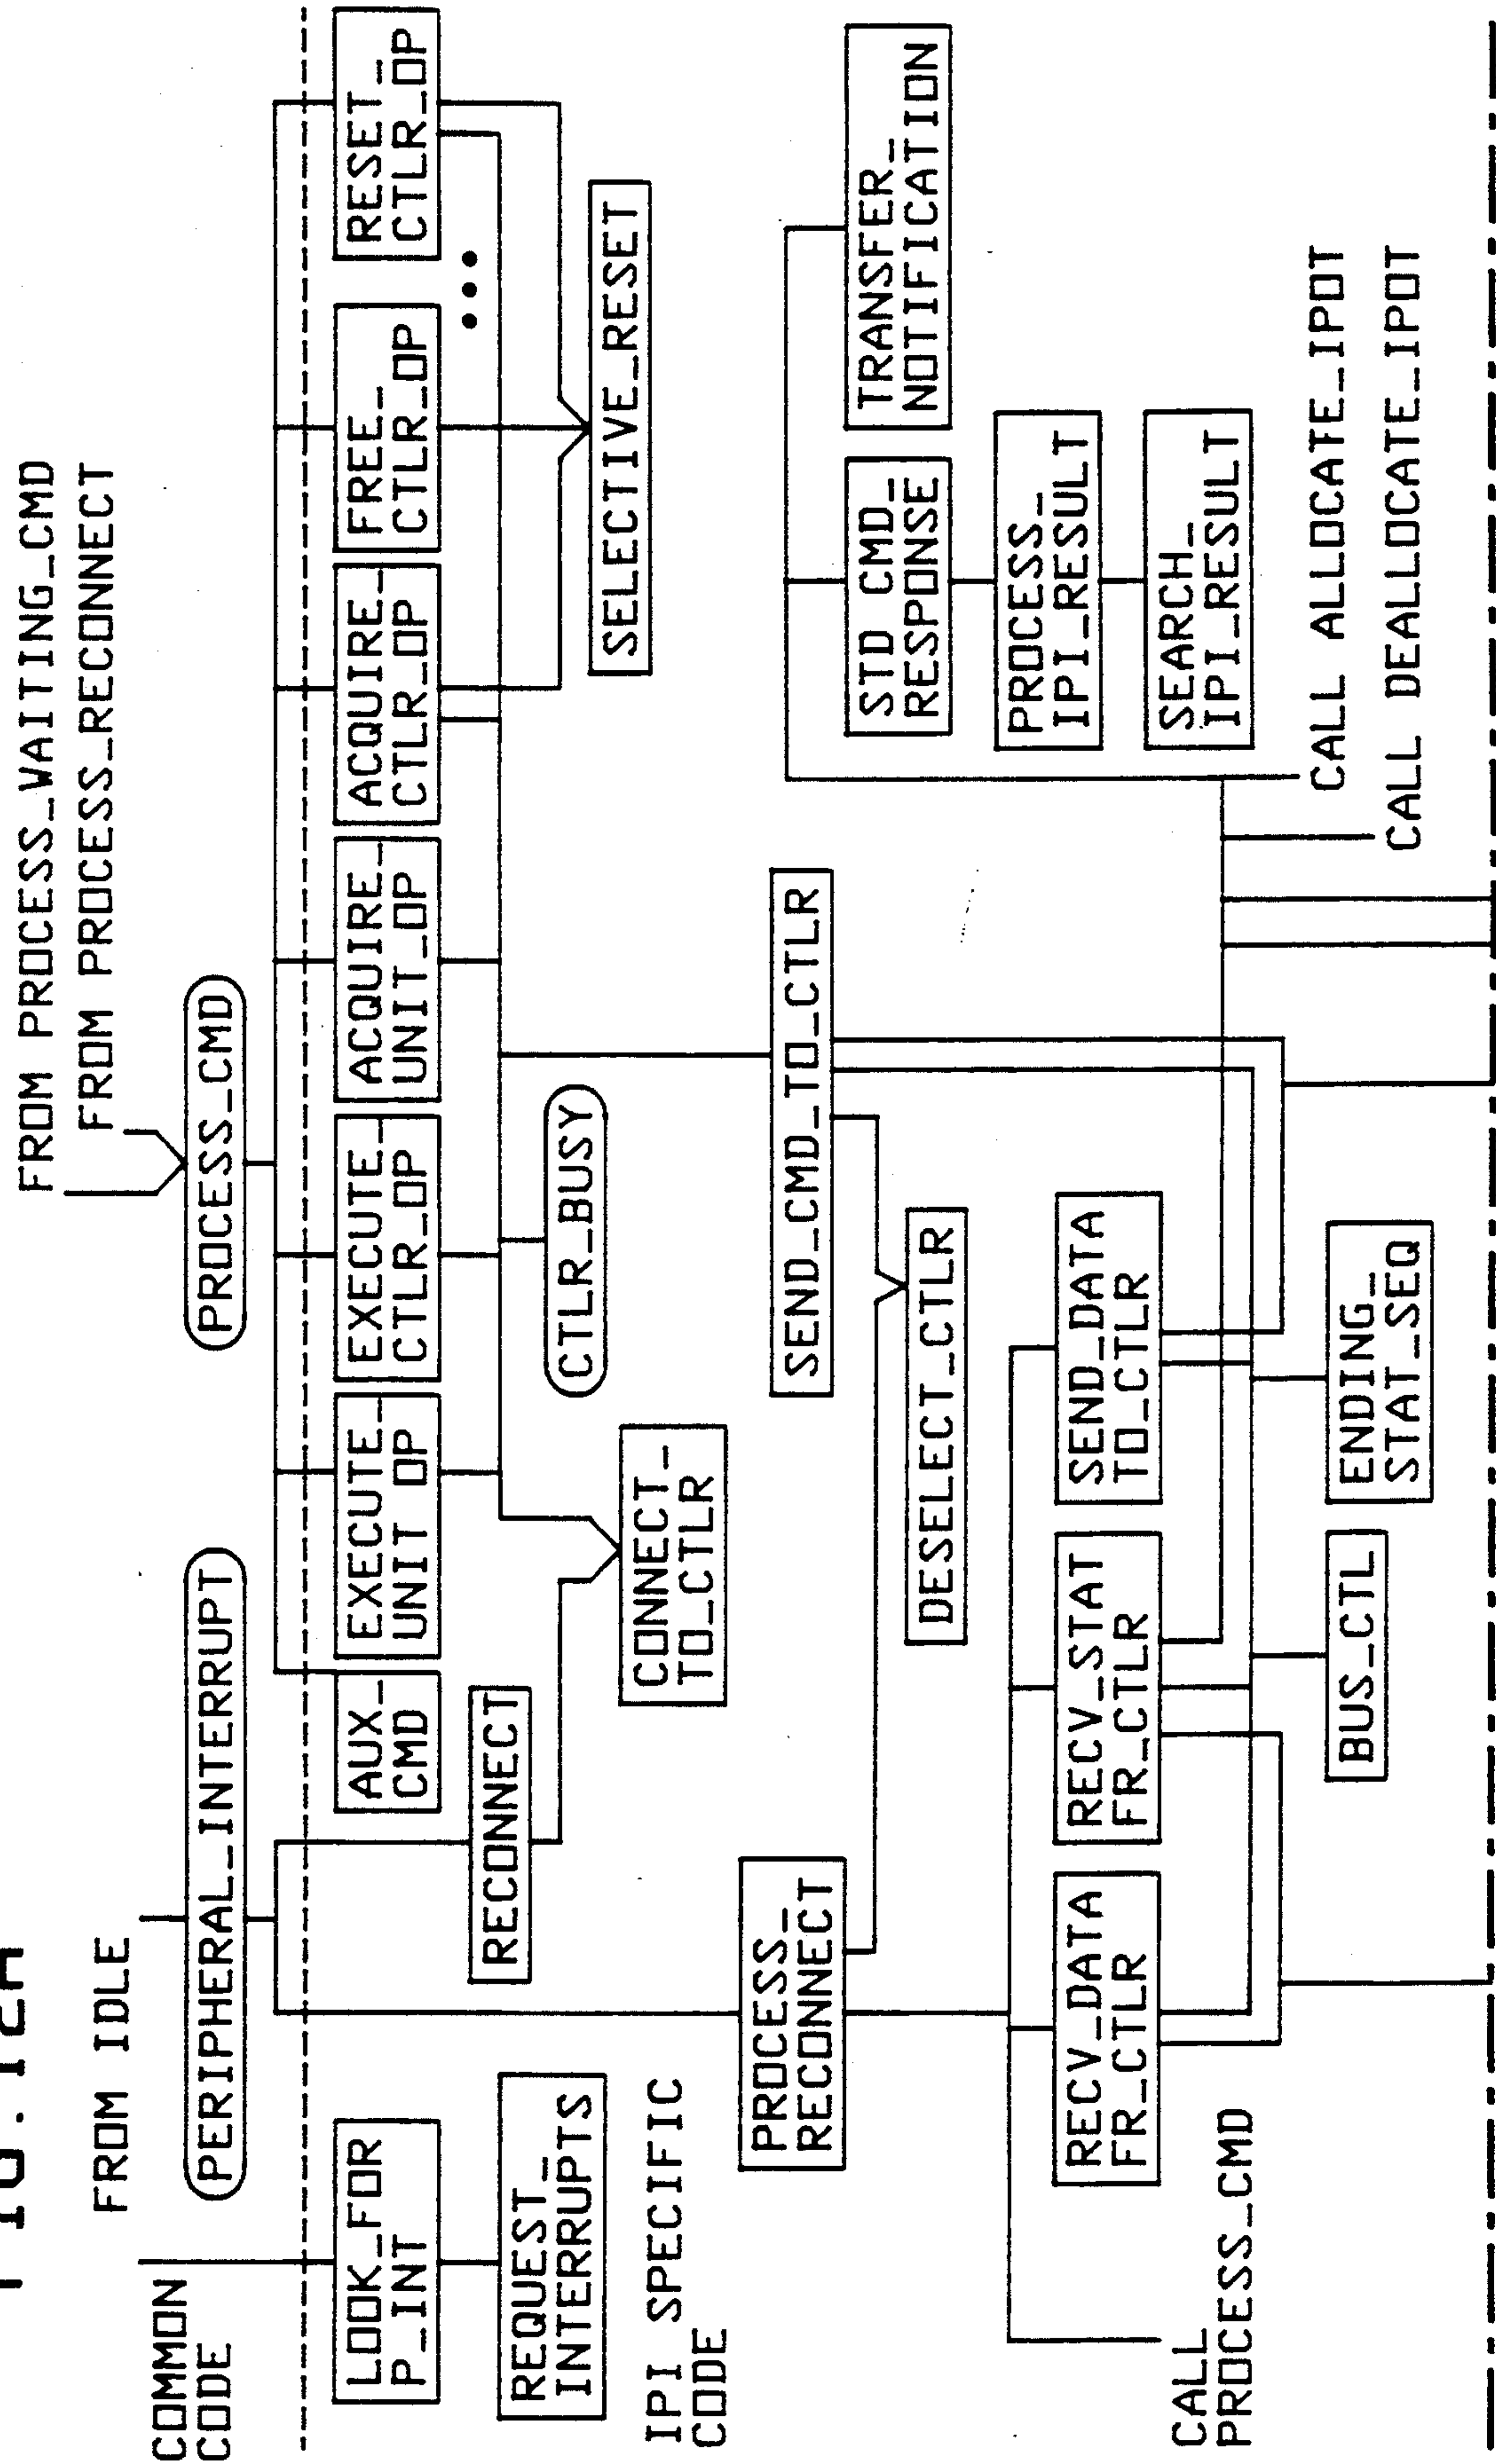 FIG. 12A
FROM PROCESS_WAITING_CMD
FROM PROCESS_RECONNECT
FROM IDLE
COMMON
CODE
PERIPHERAL_INTERRUPT
PROCESS_CMD
LOOK_FOR
P_INT
AUX_
CMD
EXECUTE_
UNIT OP
EXECUTE_
CTLR_OP
ACQUIRE_
UNIT_OP
ACQUIRE_
CTLR_OP
FREE_
CTLR_OP
RESET_
CTLR_OP
REQUEST_
INTERRUPTS
RECONNECT
CTLR_BUSY
SELECTIVE_RESET
IPI SPECIFIC
CODE
CONNECT_
TO_CTLR
PROCESS_
RECONNECT
SEND_CMD_TO_CTLR
DESELECT_CTLR
STD CMD_
RESPONSE
TRANSFER_
NOTIFICATION
PROCESS_
IPI_RESULT
SEARCH_
IPI_RESULT
RECV_DATA
FR_CTLR
RECV_STAT
FR_CTLR
SEND_DATA
TO_CTLR
CALL
PROCESS_CMD
BUS_CTL
ENDING_
STAT_SEQ
CALL ALLOCATE_IPDT
CALL DEALLOCATE_IPDT